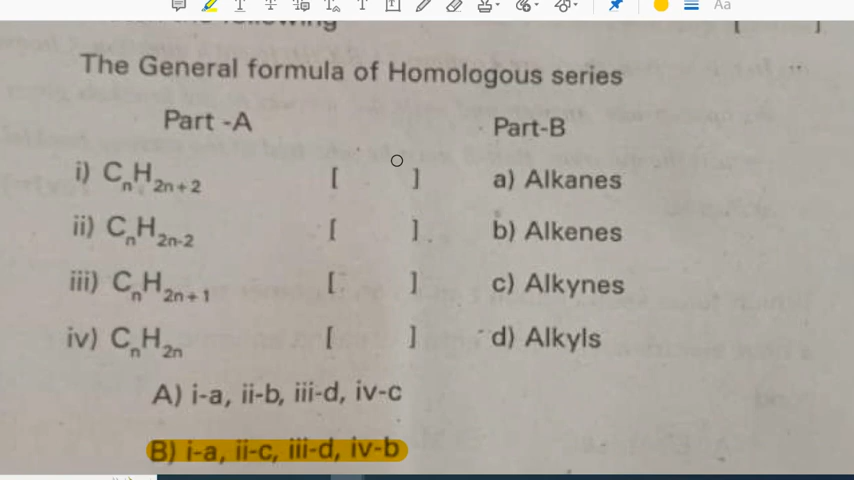 The General formula of Homologous series
Part -A Part-B
i) CₙH₂ₙ₊₂ [ ] a) Alkanes
ii) CₙH₂ₙ₋₂ [ ] b) Alkenes
iii) CₙH₂ₙ₊₁ [ ] c) Alkynes
iv) CₙH₂ₙ [ ] d) Alkyls
A) i-a, ii-b, iii-d, iv-c
B) i-a, ii-c, iii-d, iv-b